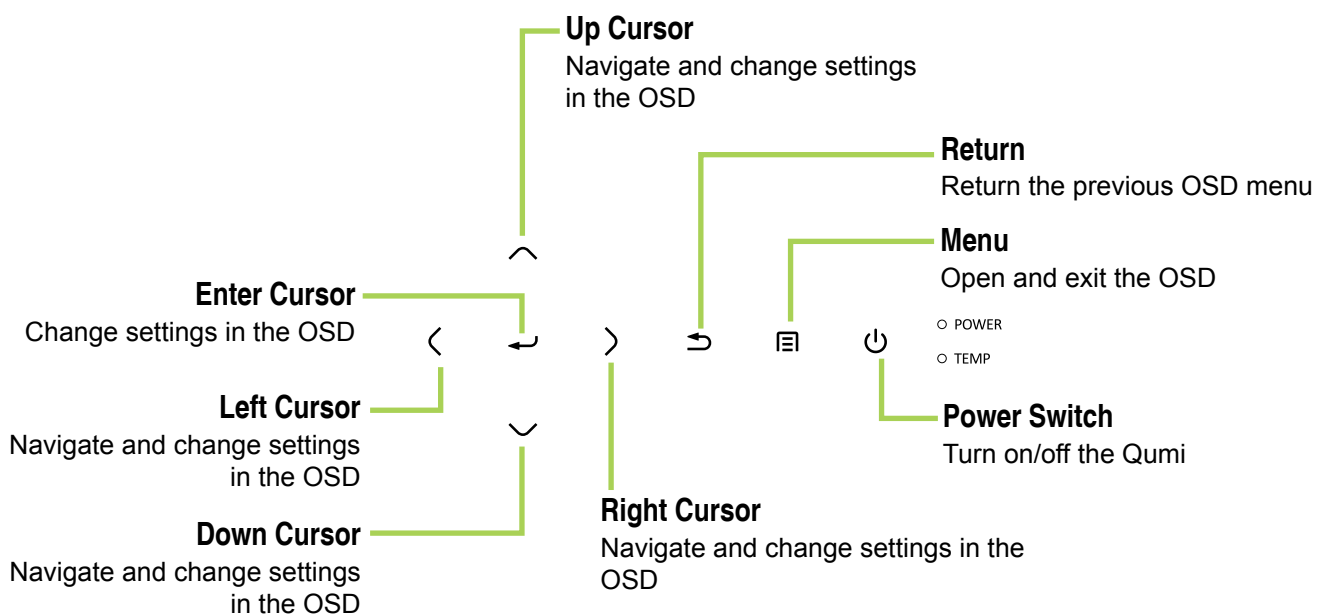 Up Cursor
Navigate and change settings
in the OSD
Return
Return the previous OSD menu
Menu
Open and exit the OSD
Enter Cursor
Change settings in the OSD
POWER
TEMP
Left Cursor
Navigate and change settings
in the OSD
Power Switch
Turn on/off the Qumi
Down Cursor
Navigate and change settings
in the OSD
Right Cursor
Navigate and change settings in the
OSD